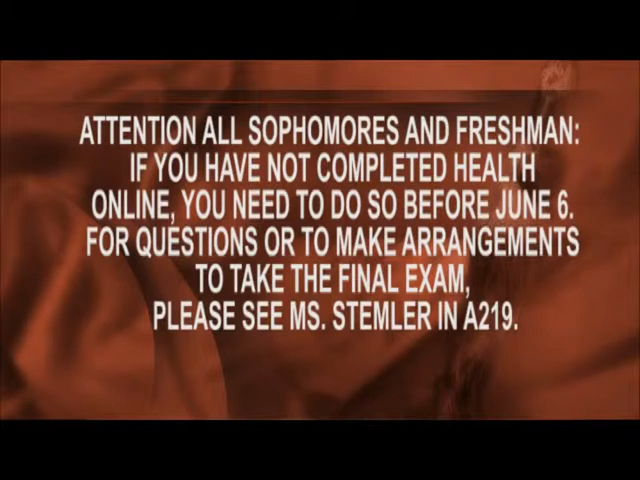 ATTENTION ALL SOPHOMORES AND FRESHMAN:
IF YOU HAVE NOT COMPLETED HEALTH
ONLINE, YOU NEED TO DO SO BEFORE JUNE 6.
FOR QUESTIONS OR TO MAKE ARRANGEMENTS
TO TAKE THE FINAL EXAM,
PLEASE SEE MS. STEMLER IN A219.